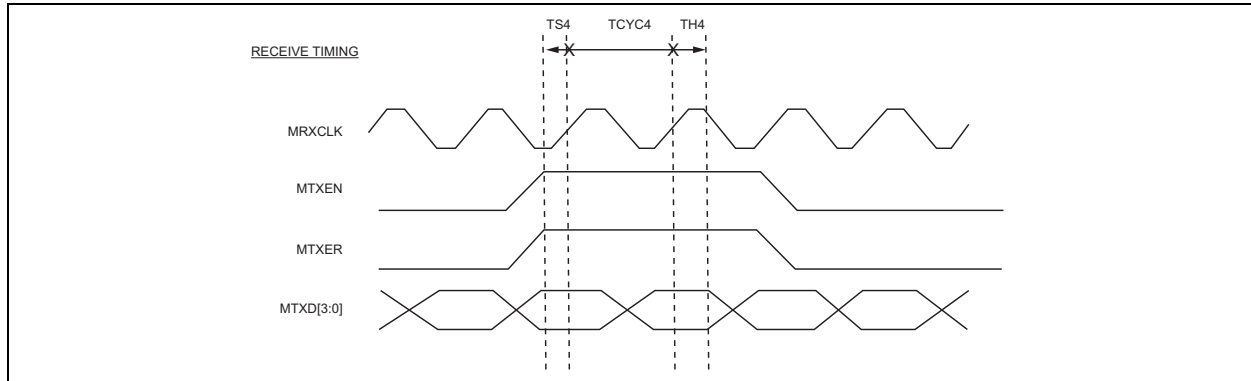 TS4 TCYC4 TH4
RECEIVE TIMING
MRXCLK
MTXEN
MTXER
MTXD[3:0]